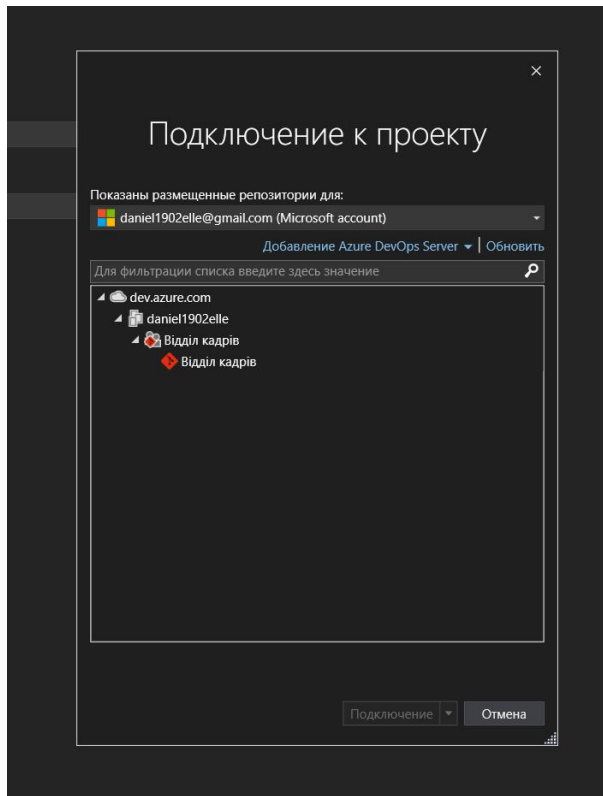 Подключение к проекту
Показаны размещенные репозитории для:
daniel1902elle@gmail.com (Microsoft account)
Добавление Azure DevOps Server | Обновить
Для фильтрации списка введите здесь значение
dev.azure.com
daniel1902elle
Відділ кадрів
Відділ кадрів
Подключение Отмена